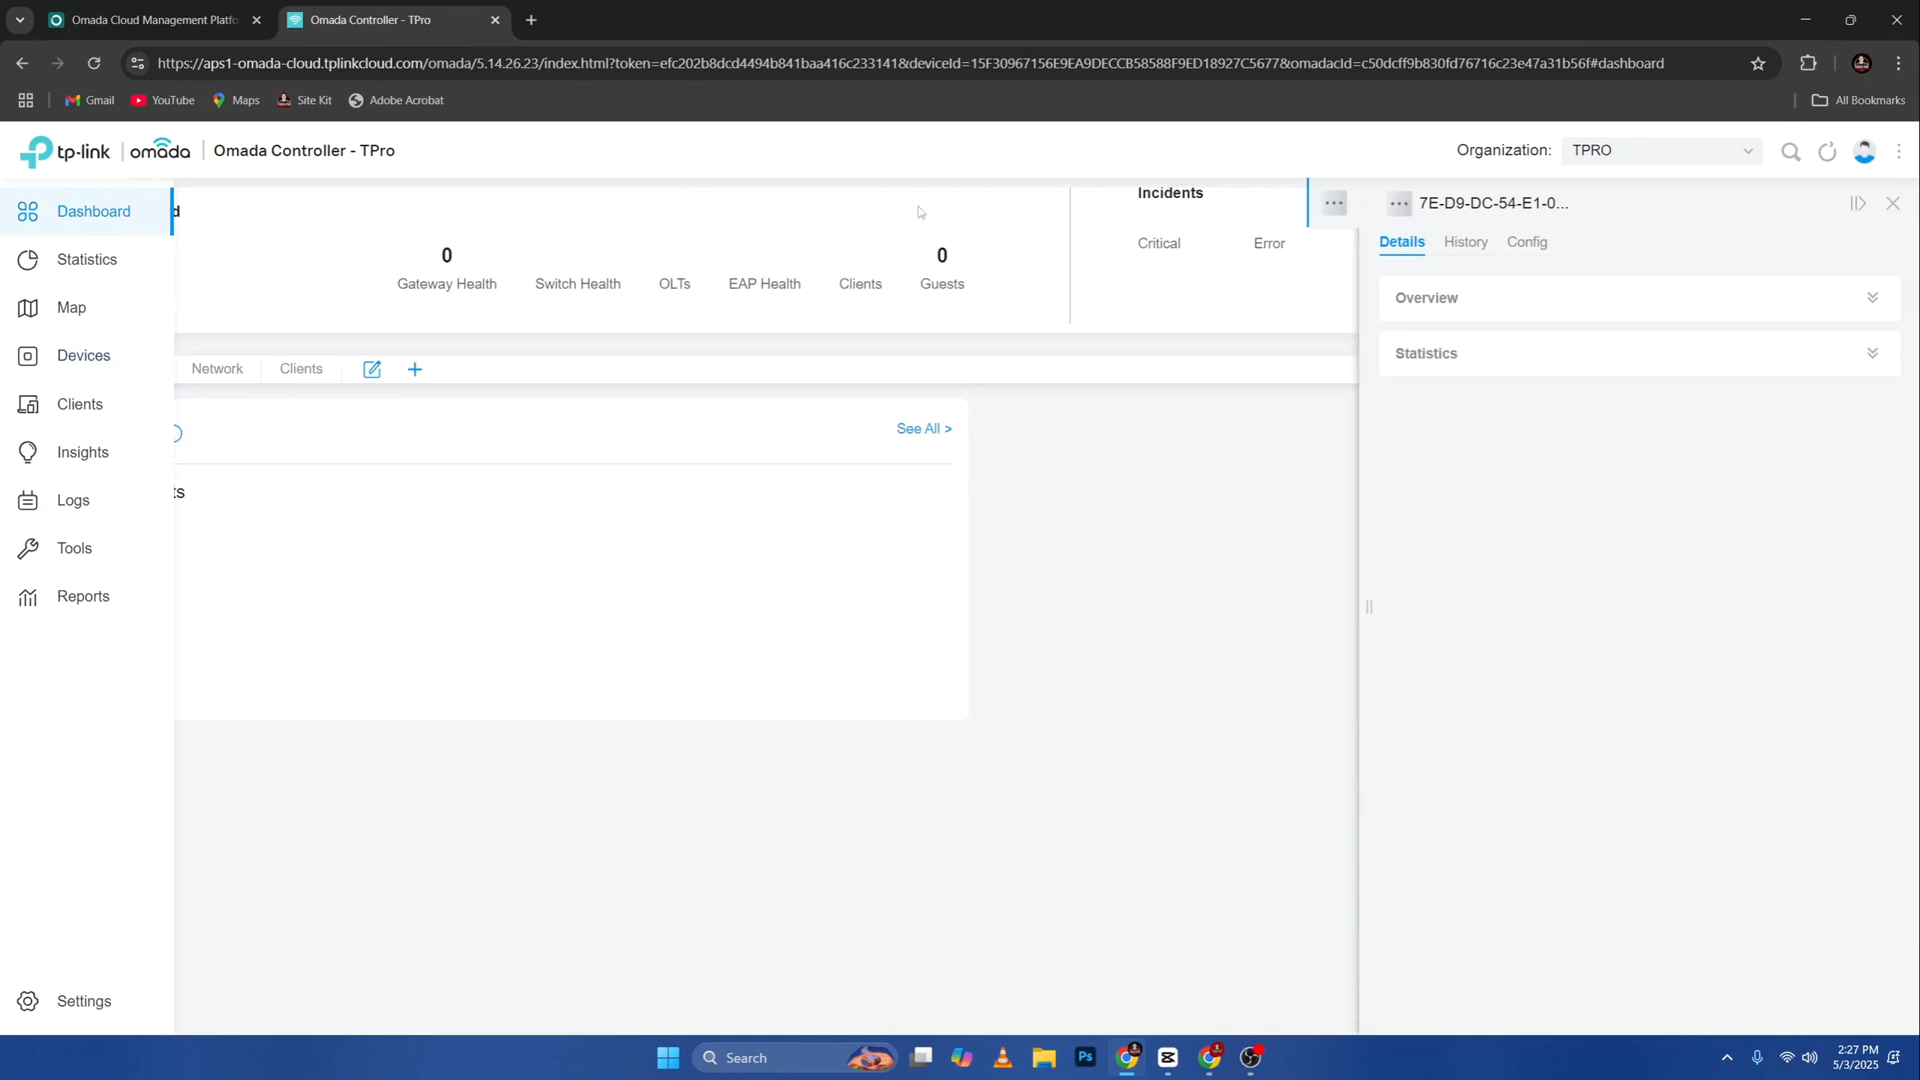 Omada Cloud Management Platfo
Omada Controller - TPro
https://aps1-omada-cloud.tplinkcloud.com/omada/5.14.26.23/index.html?token=efc202b8dcd4494b841baa416c233141&deviceId=15F30967156E9EA9DECCB58588F9ED18927C5677&omadacId=c50dcff9b830fd76716c23e47a31b56f#dashboard
Gmail
YouTube
Maps
Site Kit
Adobe Acrobat
All Bookmarks
tp-link
omada
Omada Controller - TPro
Organization:
TPRO
Dashboard
Statistics
Map
Devices
Clients
Insights
Logs
Tools
Reports
Settings
d
0
Gateway Health
Switch Health
OLTs
EAP Health
Clients
0
Guests
Incidents
Critical
Error
Network
Clients
See All >
ts
7E-D9-DC-54-E1-0...
Details
History
Config
Overview
Statistics
Search
Ps
2:27 PM
5/3/2025